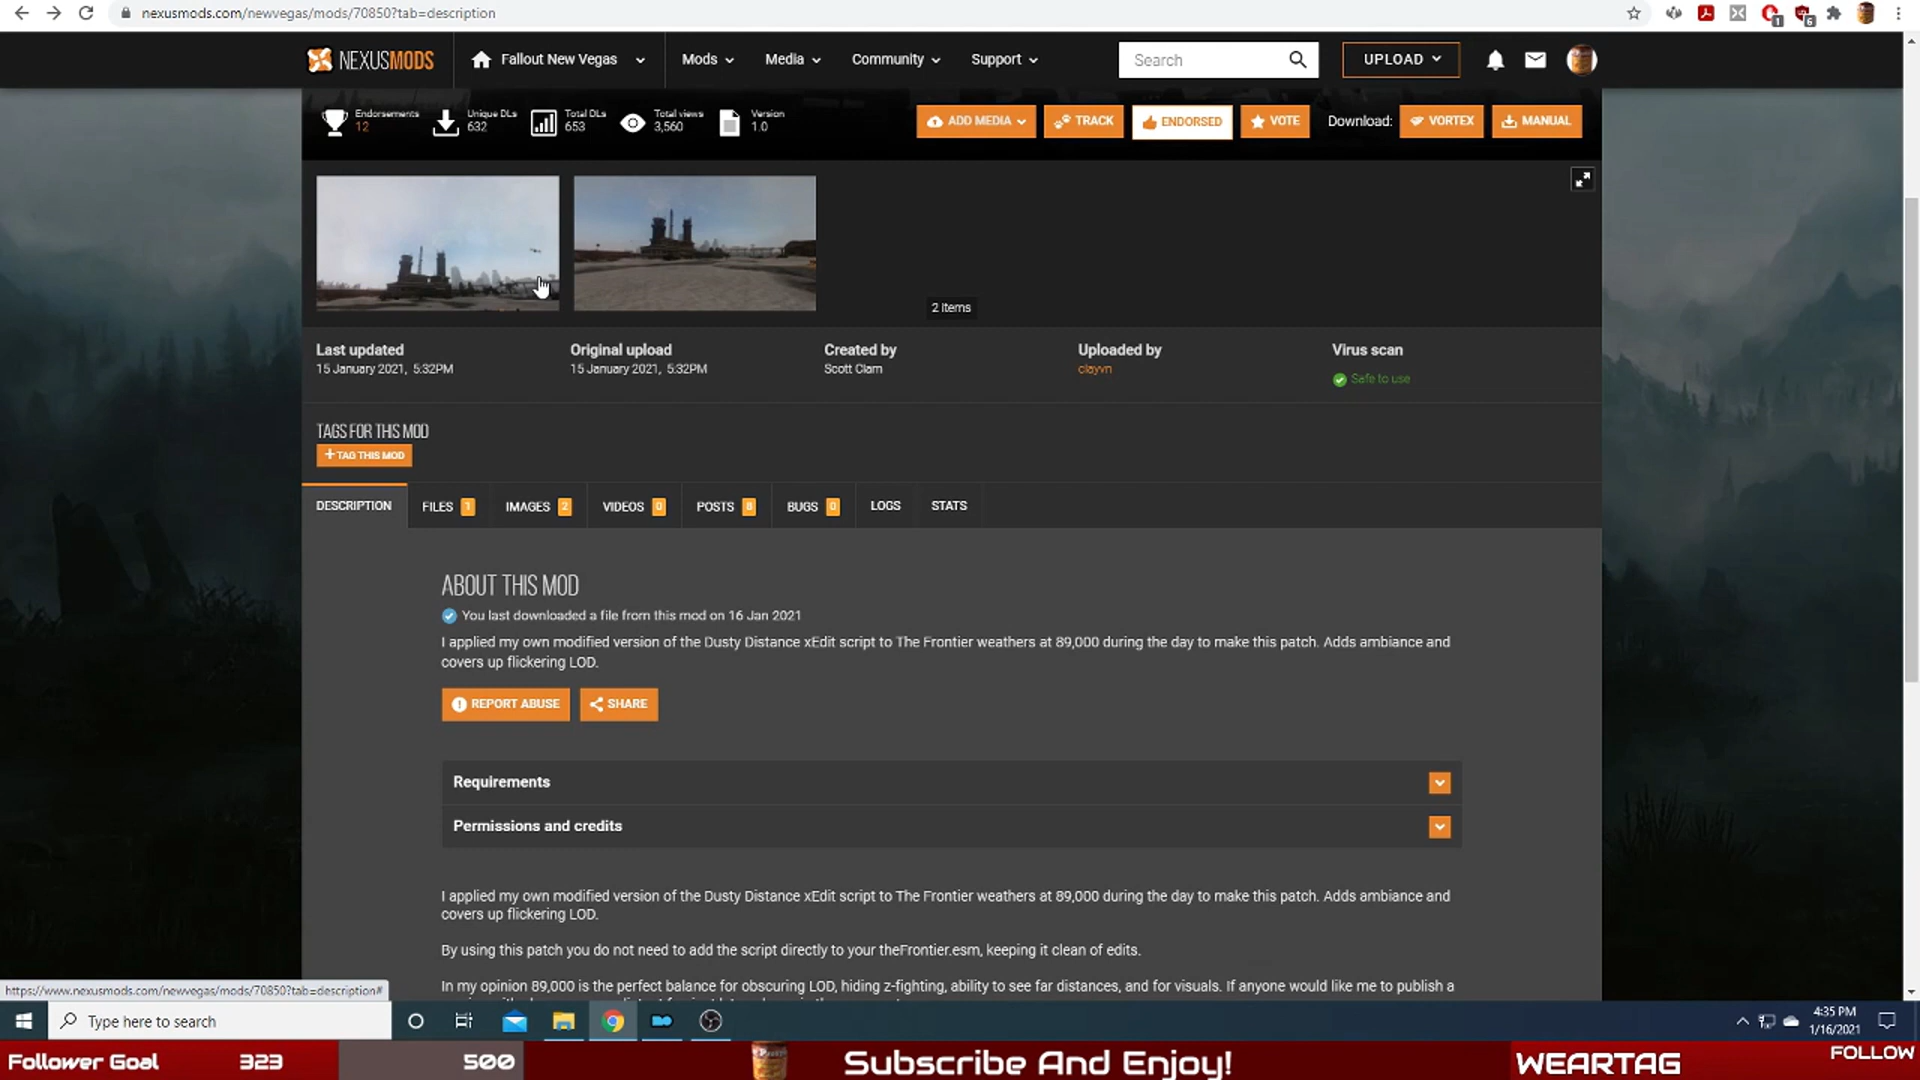 nexusmods.com/newvegas/mods/70850?tab=description
1
6
NEXUSMODS
Fallout New Vegas
Mods
Media
Community
Support
Search
UPLOAD
Endorsements
12
Unique DLs
632
Total DLs
653
Total views
3,560
Version
1.0
ADD MEDIA
TRACK
ENDORSED
VOTE
Download:
VORTEX
MANUAL
2 items
Last updated
15 January 2021, 5:32PM
Original upload
15 January 2021, 5:32PM
Created by
Scott Clam
Uploaded by
clayvn
Virus scan
Safe to use
TAGS FOR THIS MOD
+ TAG THIS MOD
DESCRIPTION
FILES 1
IMAGES 2
VIDEOS 0
POSTS 8
BUGS 0
LOGS
STATS
ABOUT THIS MOD
You last downloaded a file from this mod on 16 Jan 2021
I applied my own modified version of the Dusty Distance xEdit script to The Frontier weathers at 89,000 during the day to make this patch. Adds ambiance and
covers up flickering LOD.
REPORT ABUSE
SHARE
Requirements
Permissions and credits
I applied my own modified version of the Dusty Distance xEdit script to The Frontier weathers at 89,000 during the day to make this patch. Adds ambiance and
covers up flickering LOD.
By using this patch you do not need to add the script directly to your theFrontier.esm, keeping it clean of edits.
In my opinion 89,000 is the perfect balance for obscuring LOD, hiding z-fighting, ability to see far distances, and for visuals. If anyone would like me to publish a
https://www.nexusmods.com/newvegas/mods/70850?tab=description#
Type here to search
4:35 PM
1/16/2021
Follower Goal 323 500
Subscribe And Enjoy!
WEARTAG
FOLLOW